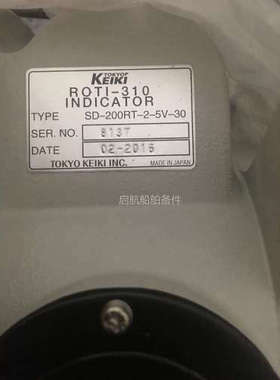 TOKYO
KEIKI
ROTI-310
INDICATOR
TYPE SD-200RT-2-5V-30
SER. NO. 8137
DATE 02-2016
TOKYO KEIKI INC. MADE IN JAPAN
启航船舶备件